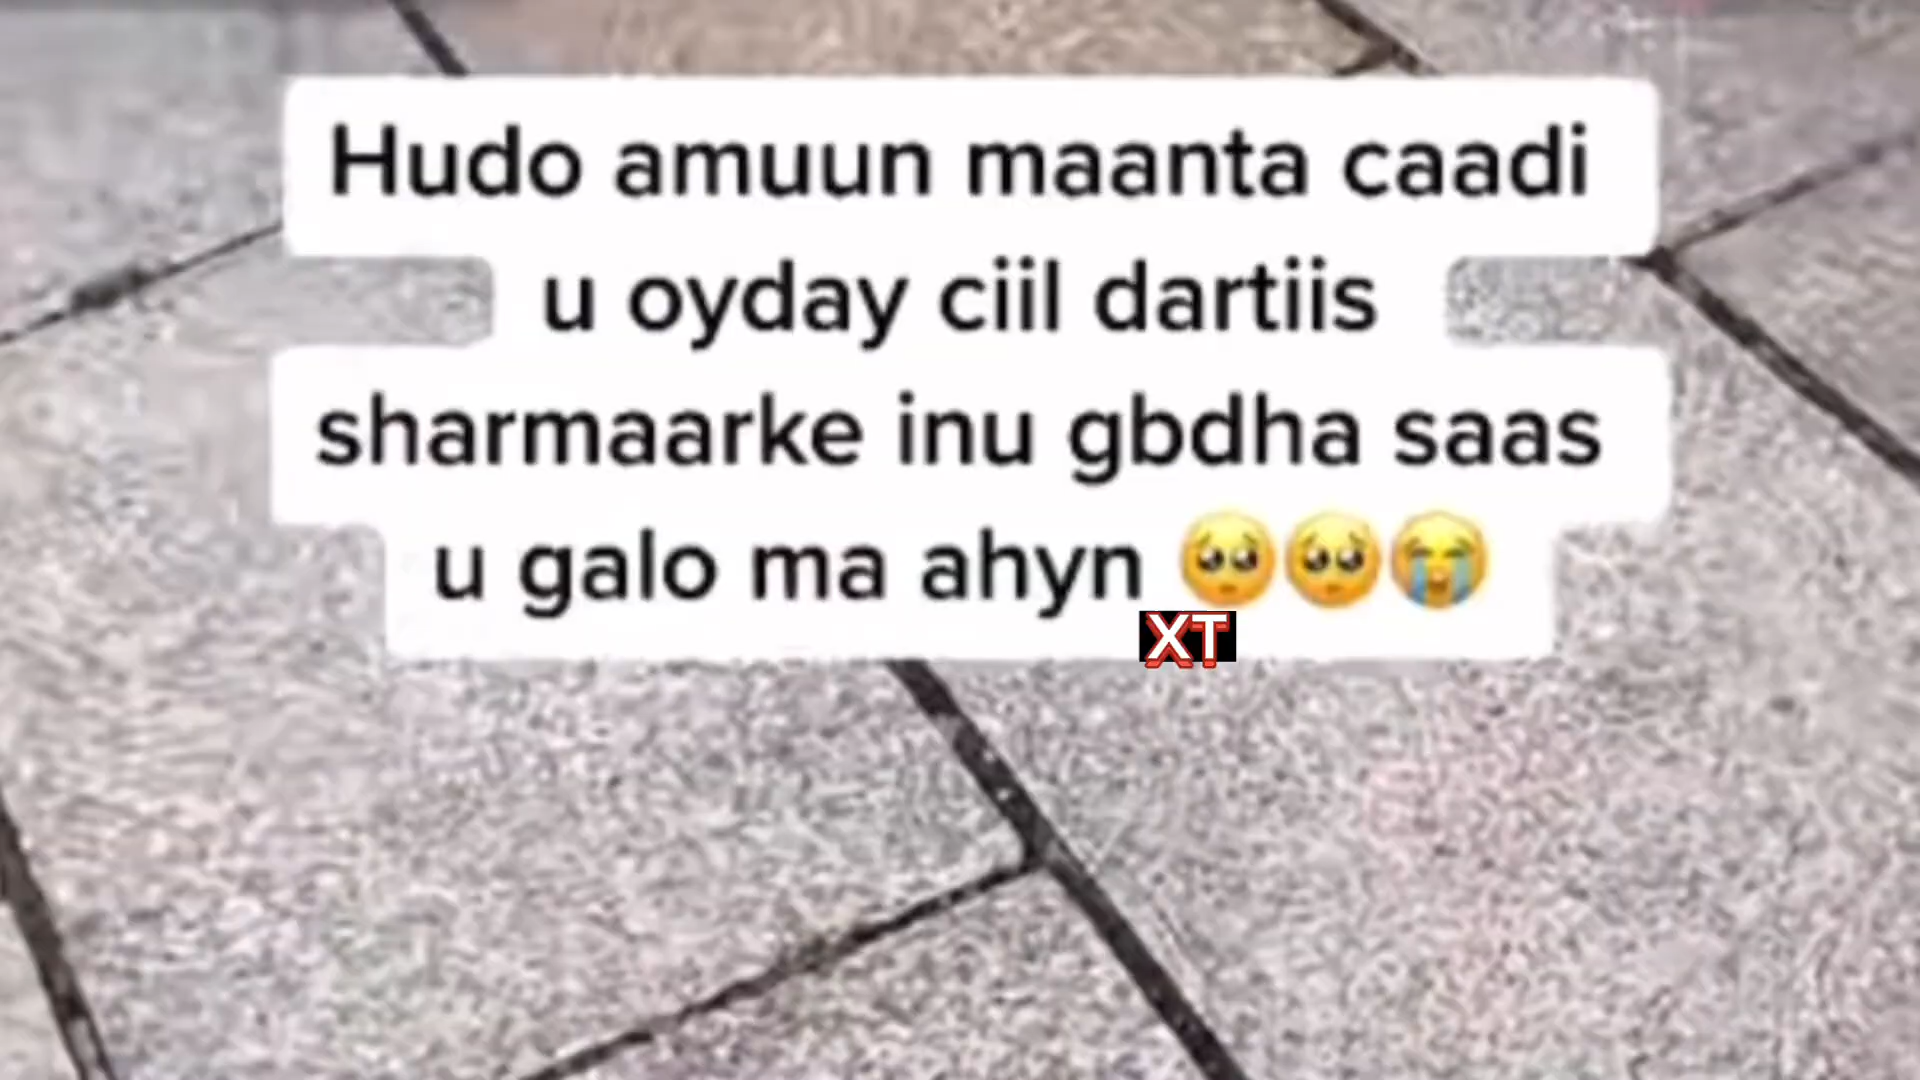 Hudo amuun maanta caadi
u oyday ciil dartiis
sharmaarke inu gbdha saas
u galo ma ahyn 🥺🥺😭
XT